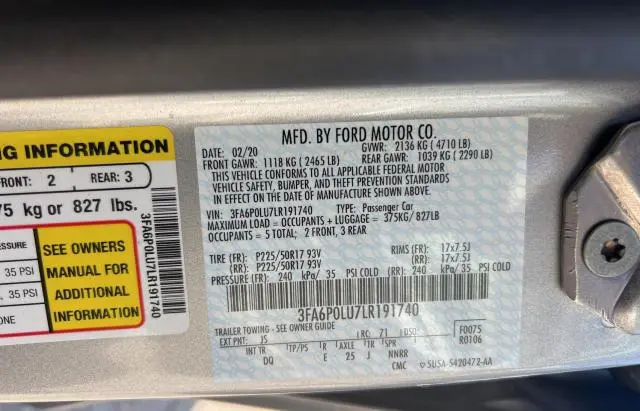 NG INFORMATION
FRONT: 2 REAR: 3
75 kg or 827 lbs.
PRESSURE
35 PSI
35 PSI
ONE
SEE OWNERS
MANUAL FOR
ADDITIONAL
INFORMATION
3FA6P0LU7LR191740
MFD. BY FORD MOTOR CO.
DATE: 02/20 GVWR: 2136 KG (4710 LB)
FRONT GAWR: 1118 KG (2465 LB) REAR GAWR: 1039 KG (2290 LB)
THIS VEHICLE CONFORMS TO ALL APPLICABLE FEDERAL MOTOR
VEHICLE SAFETY, BUMPER, AND THEFT PREVENTION STANDARDS
IN EFFECT ON THE DATE OF MANUFACTURE SHOWN ABOVE.
VIN: 3FA6P0LU7LR191740 TYPE: Passenger Car
MAXIMUM LOAD = OCCUPANTS + LUGGAGE = 375KG/827LB
OCCUPANTS = 5 TOTAL: 2 FRONT, 3 REAR
TIRE (FR): P225/50R17 93V RIMS (FR): 17x7.5J
(RR): P225/50R17 93V (RR): 17x7.5J
PRESSURE (FR): 240 kPa/ 35 PSI COLD (RR): 240 kPa/ 35 PSI COLD
3FA6P0LU7LR191740
TRAILER TOWING - SEE OWNER GUIDE
EXT PNT: JS RC: 71 DSO: F0075
INT TR TP/PS R AXLE TR SPR R0106
DQ E 25 J NNRR
CMC 5U5A-5420472-AA